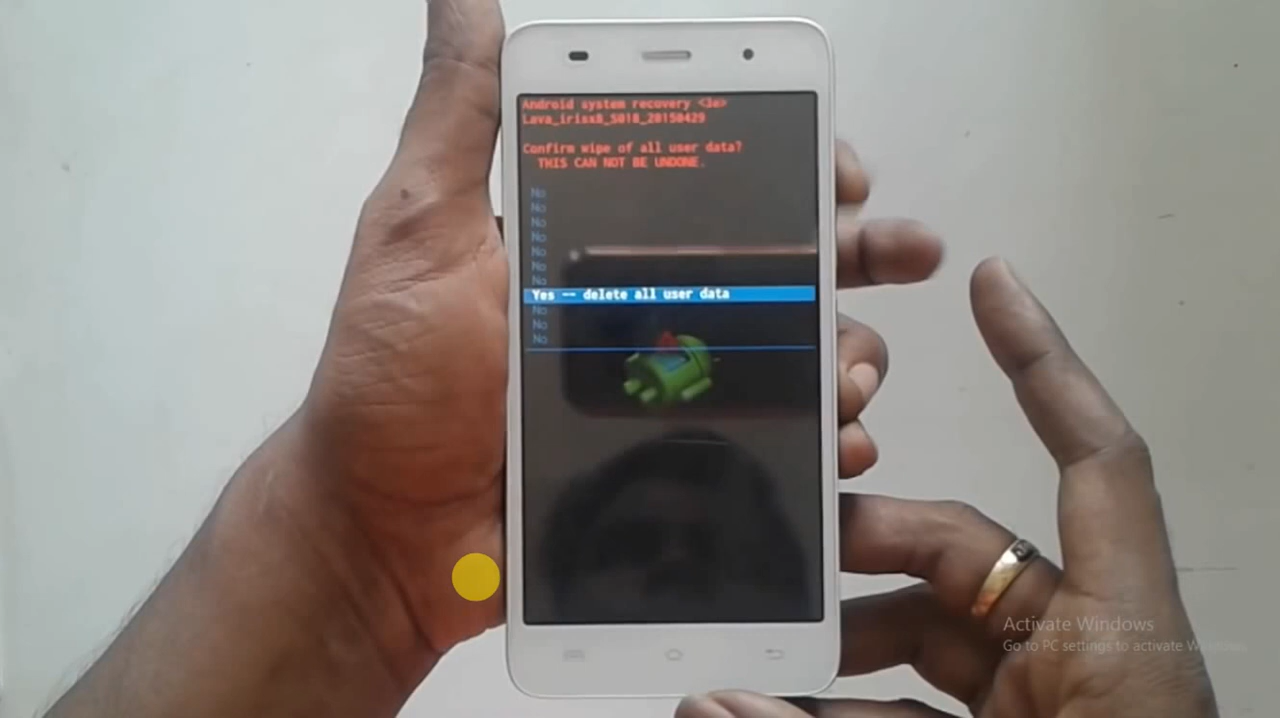 Android system recovery <3e>
Lava_irisx8_S018_20150429
Confirm wipe of all user data?
THIS CAN NOT BE UNDONE.
No
No
No
No
No
No
No
Yes -- delete all user data
No
No
No
Activate Windows
Go to PC settings to activate Windows.